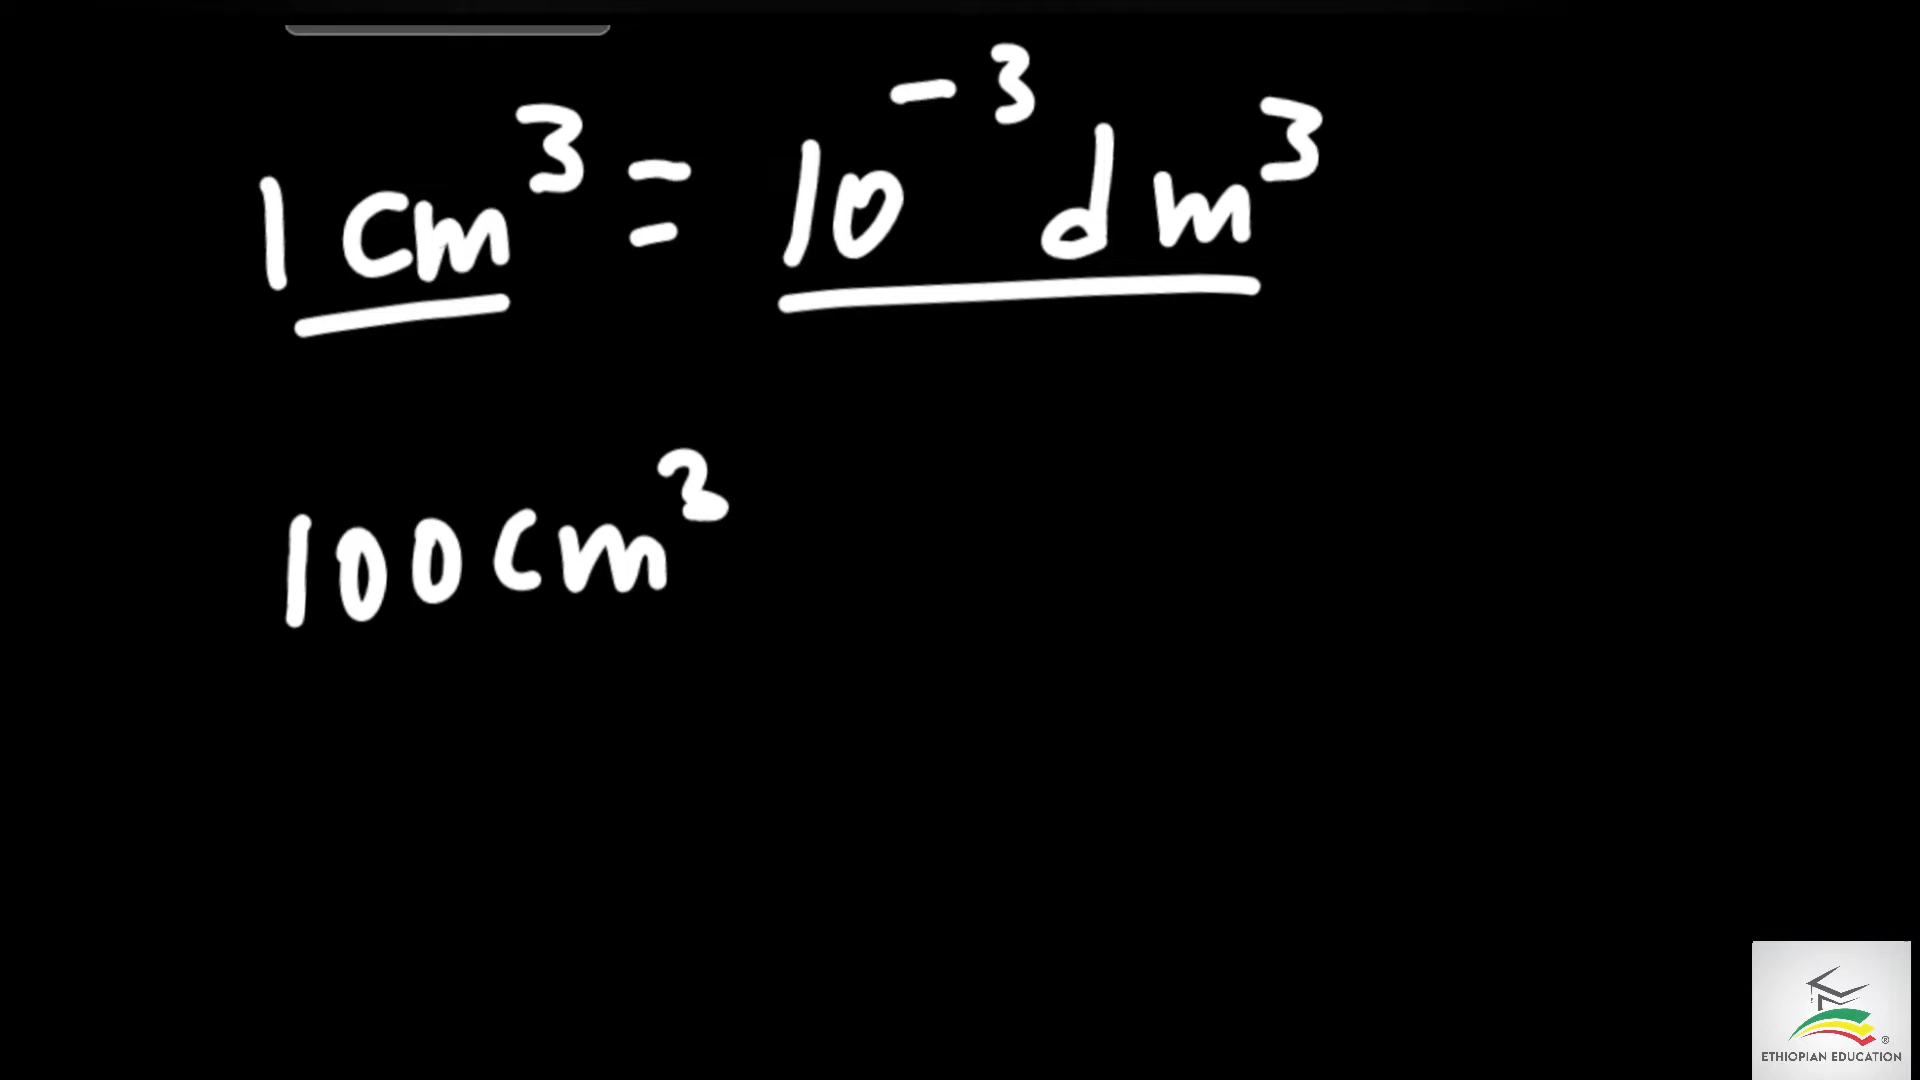 1 cm³ = 10⁻³ dm³
100 cm³
ETHIOPIAN EDUCATION
®